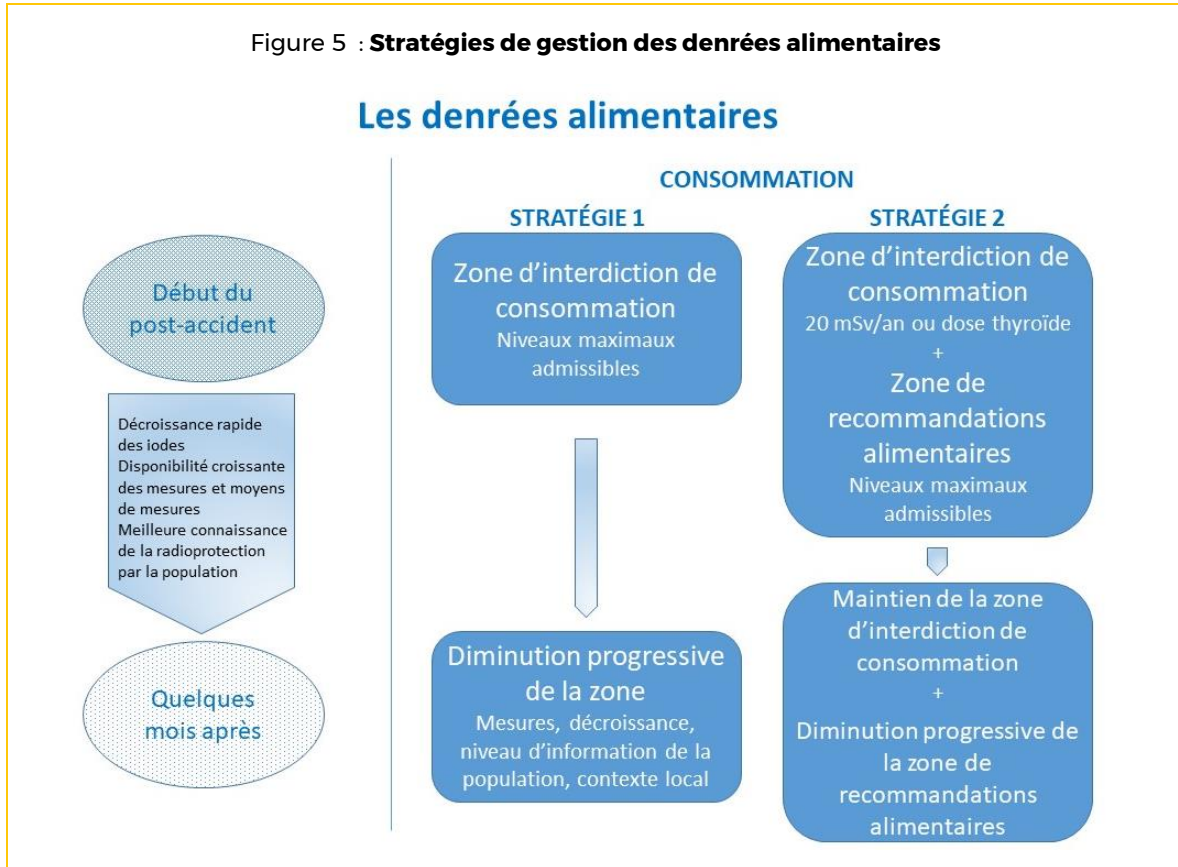 Figure 5 : Stratégies de gestion des denrées alimentaires
Les denrées alimentaires
CONSOMMATION
STRATÉGIE 1
STRATÉGIE 2
Début du
post-accident
Zone d'interdiction de
consommation
Niveaux maximaux
admissibles
Zone d'interdiction de
consommation
20 mSv/an ou dose thyroïde
+
Zone de
recommandations
alimentaires
Niveaux maximaux
admissibles
Décroissance rapide
des iodes
Disponibilité croissante
des mesures et moyens
de mesures
Meilleure connaissance
de la radioprotection
par la population
Quelques
mois après
Diminution progressive
de la zone
Mesures, décroissance,
niveau d'information de la
population, contexte local
Maintien de la zone
d'interdiction de
consommation
+
Diminution progressive de
la zone de
recommandations
alimentaires